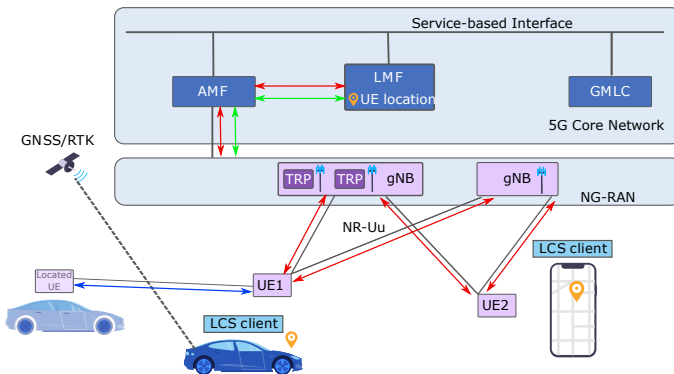 Service-based Interface
AMF
LMF
UE location
GMLC
5G Core Network
GNSS/RTK
TRP
TRP
gNB
gNB
NG-RAN
NR-Uu
LCS client
Located
UE
UE1
UE2
LCS client